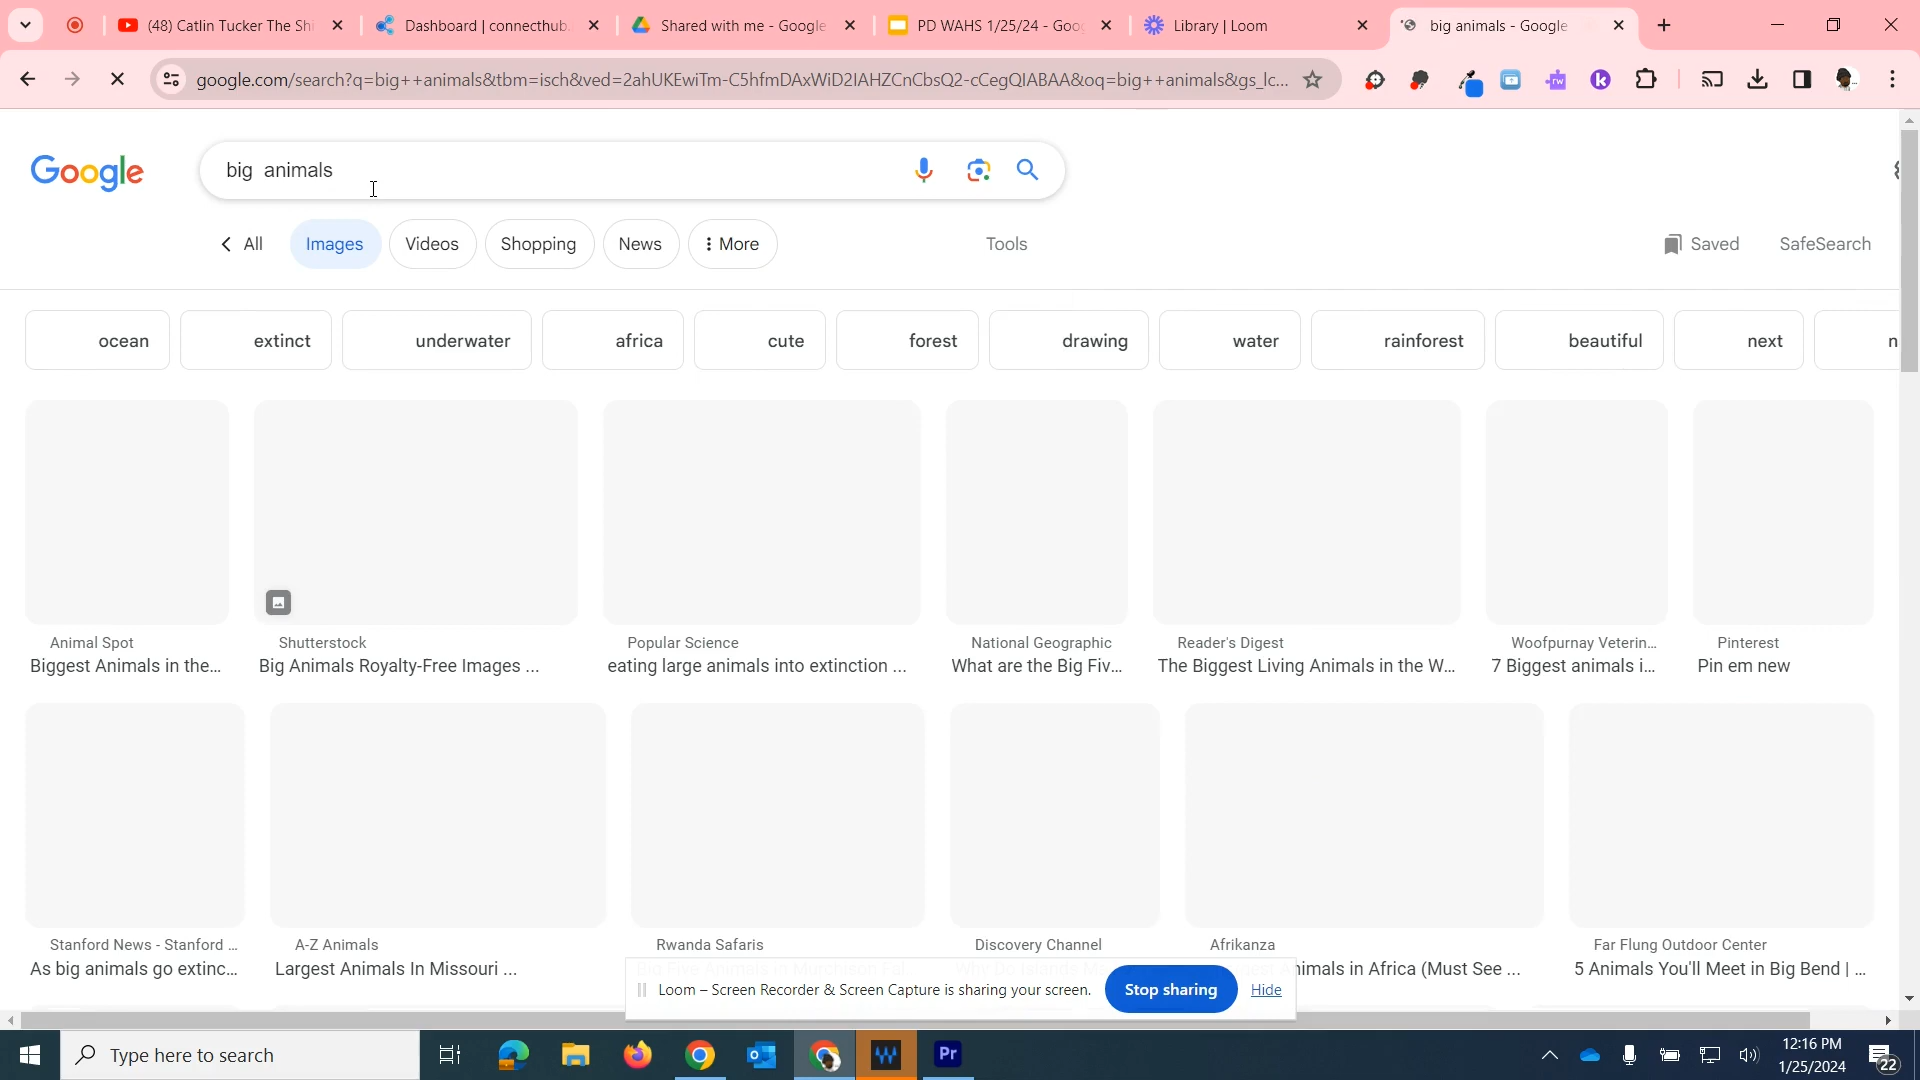 (48) Catlin Tucker The Shi
Dashboard | connecthub.
Shared with me - Google
PD WAHS 1/25/24 - Goog
Library | Loom
big animals - Google
google.com/search?q=big++animals&tbm=isch&ved=2ahUKEwiTm-C5hfmDAxWiD2IAHZCnCbsQ2-cCegQIABAA&oq=big++animals&gs_lc...
Google
big  animals
All
Images
Videos
Shopping
News
More
Tools
Saved
SafeSearch
ocean
extinct
underwater
africa
cute
forest
drawing
water
rainforest
beautiful
next
n
Animal Spot
Biggest Animals in the...
Shutterstock
Big Animals Royalty-Free Images ...
Popular Science
eating large animals into extinction ...
National Geographic
What are the Big Fiv...
Reader's Digest
The Biggest Living Animals in the W...
Woofpurnay Veterin...
7 Biggest animals i...
Pinterest
Pin em new
Stanford News - Stanford ...
As big animals go extinc...
A-Z Animals
Largest Animals In Missouri ...
Rwanda Safaris
Discovery Channel
Afrikanza
nimals in Africa (Must See ...
Far Flung Outdoor Center
5 Animals You'll Meet in Big Bend | ...
Loom – Screen Recorder & Screen Capture is sharing your screen.
Stop sharing
Hide
Type here to search
Pr
12:16 PM
1/25/2024
22